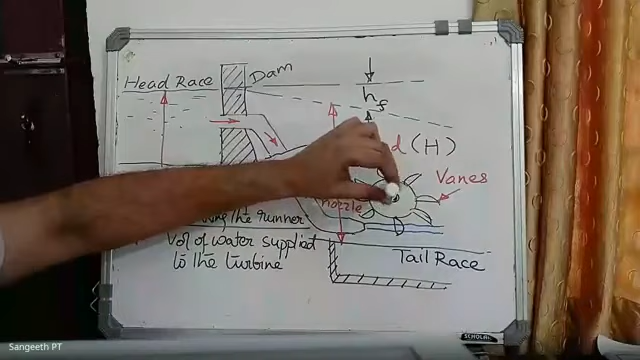 Head Race
Dam
hf
d (H)
Vanes
nozzle
the runner
Vol of water supplied
to the turbine
Tail Race
Sangeeth PT